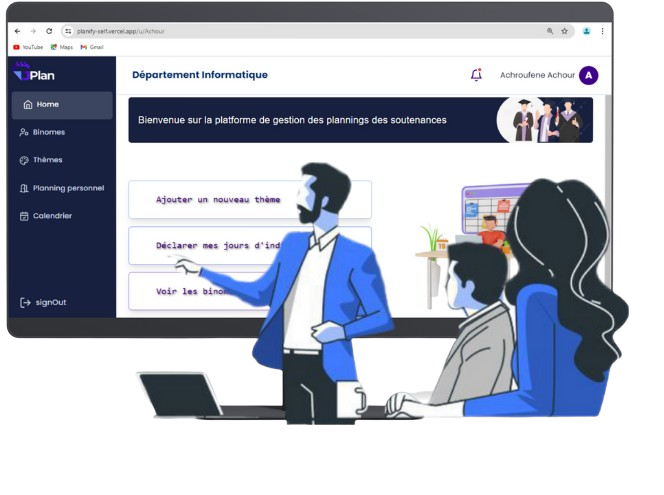 planify-self.vercel.app/u/Achour
YouTube Maps Gmail
Plan
Département Informatique
Achroufene Achour A
Home
Bienvenue sur la platforme de gestion des plannings des soutenances
Binomes
Thèmes
Planning personnel
Ajouter un nouveau thème
Calendrier
Déclarer mes jours d'ind
Voir les binom
signOut